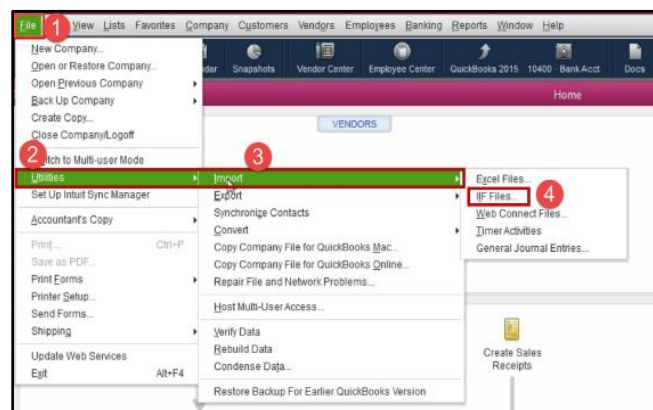 File 1 View Lists Favorites Company Customers Vendors Employees Banking Reports Window Help
Snapshots Vendor Center Employee Center QuickBooks 2015 10400 · Bank Acct Docs
Home
VENDORS
New Company...
Open or Restore Company...
Open Previous Company
Back Up Company
Create Copy...
Close Company/Logoff
2 to Multi-user Mode
Utilities
Set Up Intuit Sync Manager
Accountant's Copy
Print... Ctrl+P
Save as PDF...
Print Forms
Printer Setup...
Send Forms...
Shipping
Update Web Services
Exit Alt+F4
3
Import
Export
Synchronize Contacts
Convert
Copy Company File for QuickBooks Mac...
Copy Company File for QuickBooks Online...
Repair File and Network Problems...
Host Multi-User Access...
Verify Data
Rebuild Data
Condense Data...
Restore Backup For Earlier QuickBooks Version
Excel Files...
IIF Files... 4
Web Connect Files...
Timer Activities
General Journal Entries...
Create Sales
Receipts